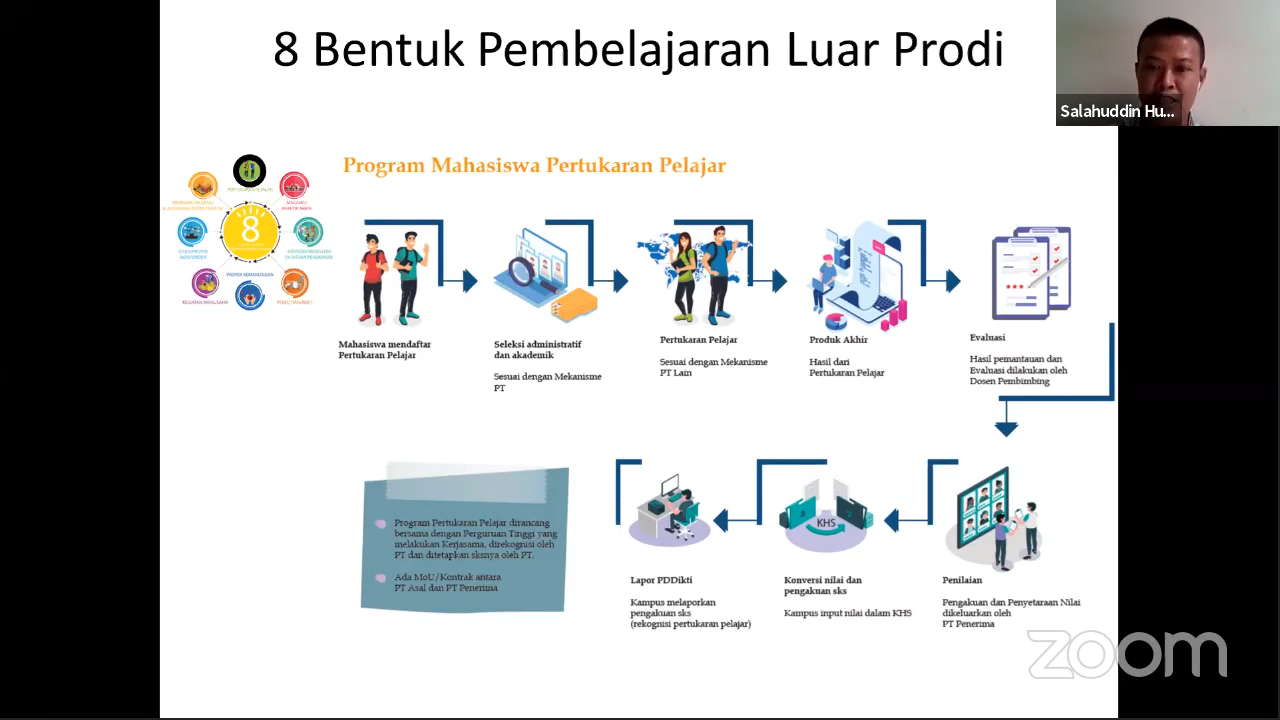 8 Bentuk Pembelajaran Luar Prodi
Salahuddin Hu...
Program Mahasiswa Pertukaran Pelajar
8
PROYEK KEMANUSIAAN
KEGIATAN WIRAUSAHA
Mahasiswa mendaftar
Pertukaran Pelajar
Seleksi administratif
dan akademik
Sesuai dengan Mekanisme
PT
Pertukaran Pelajar
Sesuai dengan Mekanisme
PT Lain
Produk Akhir
Hasil dari
Pertukaran Pelajar
Evaluasi
Hasil pemantauan dan
Evaluasi dilakukan oleh
Dosen Pembimbing
Program Pertukaran Pelajar dirancang
bersama dengan Perguruan Tinggi yang
melakukan Kerjasama, direkognisi oleh
PT dan ditetapkan sksnya oleh PT.
Ada MoU/Kontrak antara
PT Asal dan PT Penerima
Lapor PDDikti
Kampus melaporkan
pengakuan sks
(rekognisi pertukaran pelajar)
KHS
Konversi nilai dan
pengakuan sks
Kampus input nilai dalam KHS
Penilaian
Pengakuan dan Penyetaraan Nilai
dikeluarkan oleh
PT Penerima
zoom